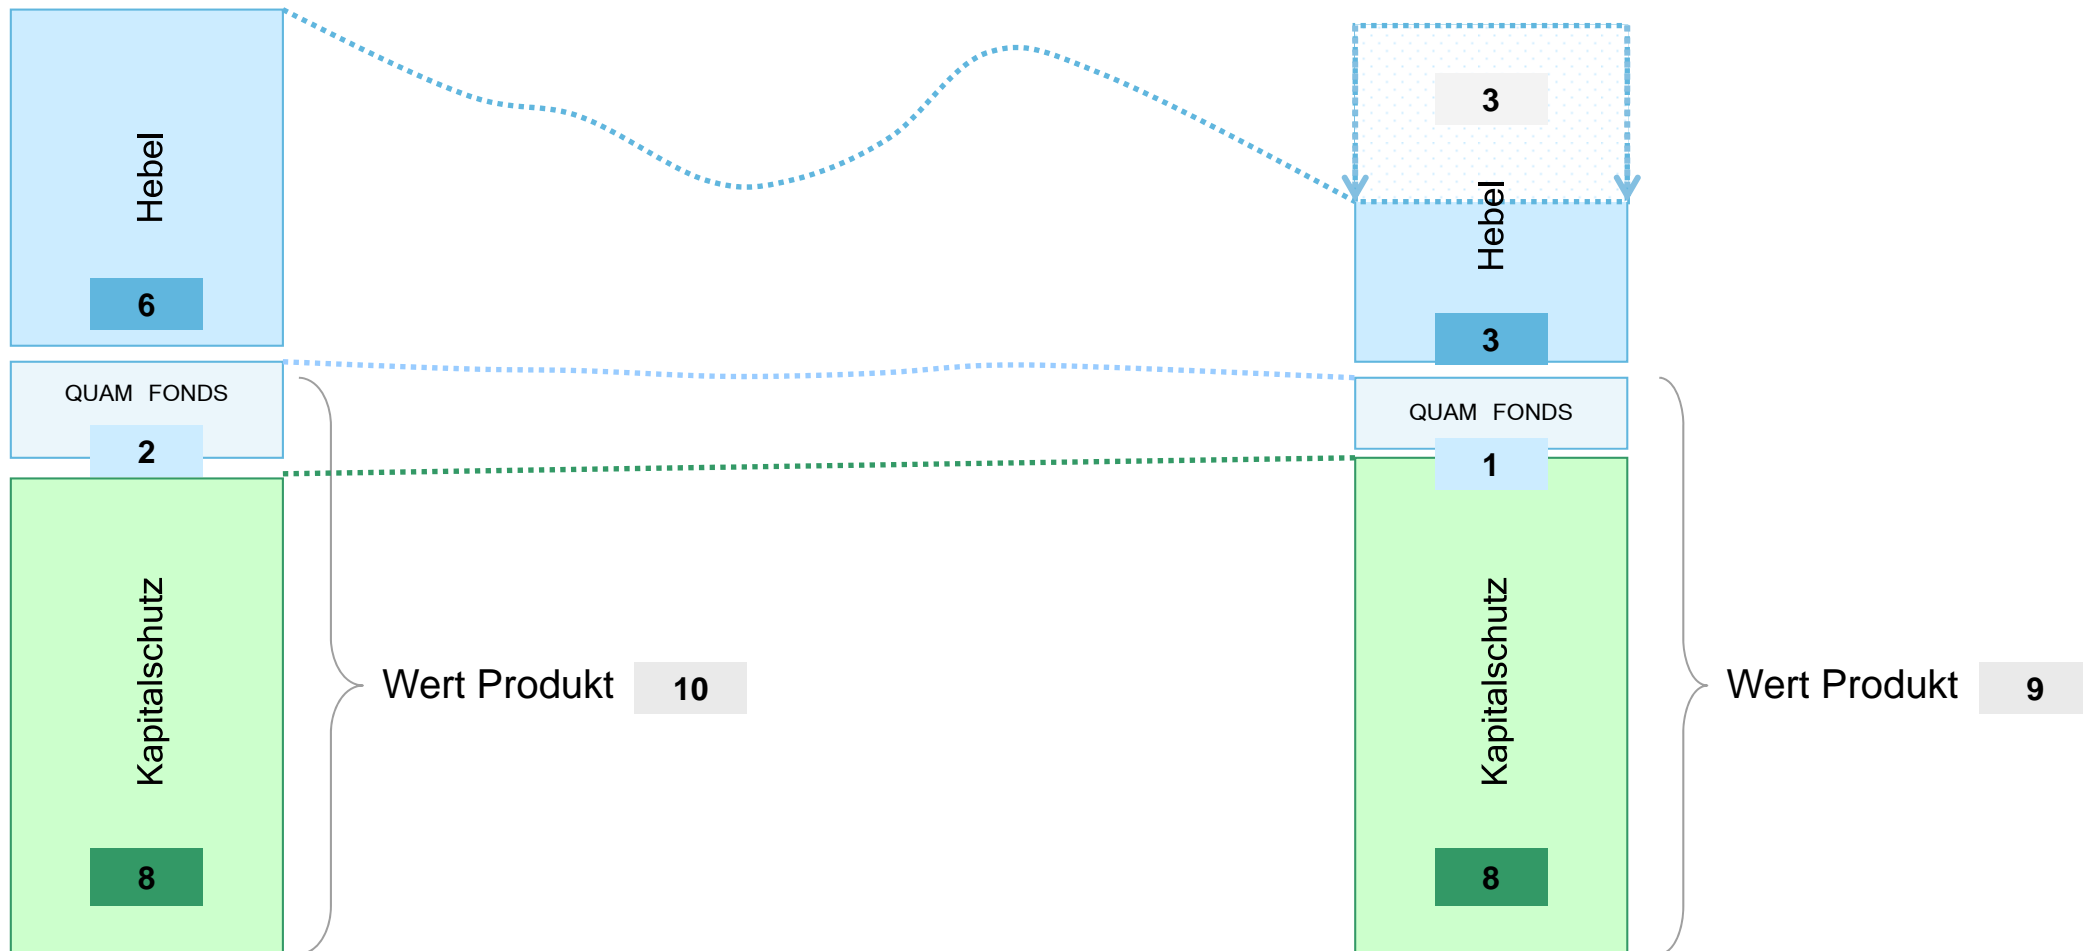 Hebel
6
QUAM FONDS
2
Kapitalschutz
8
Wert Produkt 10
3
Hebel
3
QUAM FONDS
1
Kapitalschutz
8
Wert Produkt 9